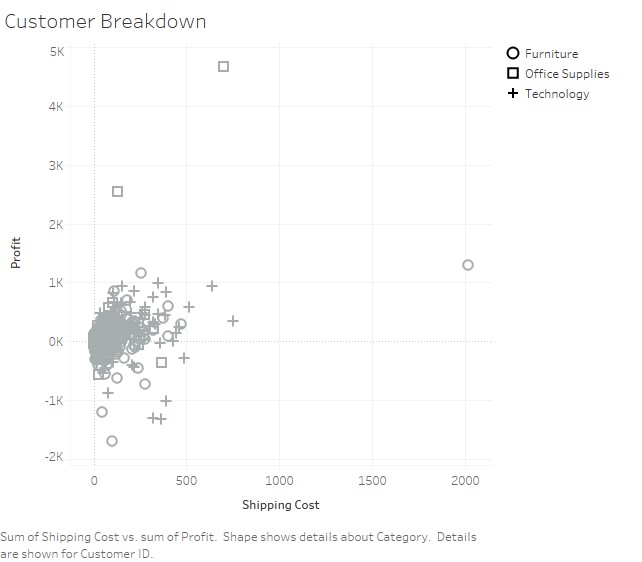 Customer Breakdown
5K
4K
3K
2K
1K
0K
-1K
-2K
Profit
0
500
1000
1500
2000
Shipping Cost
Furniture
Office Supplies
Technology
Sum of Shipping Cost vs. sum of Profit.  Shape shows details about Category.  Details
are shown for Customer ID.